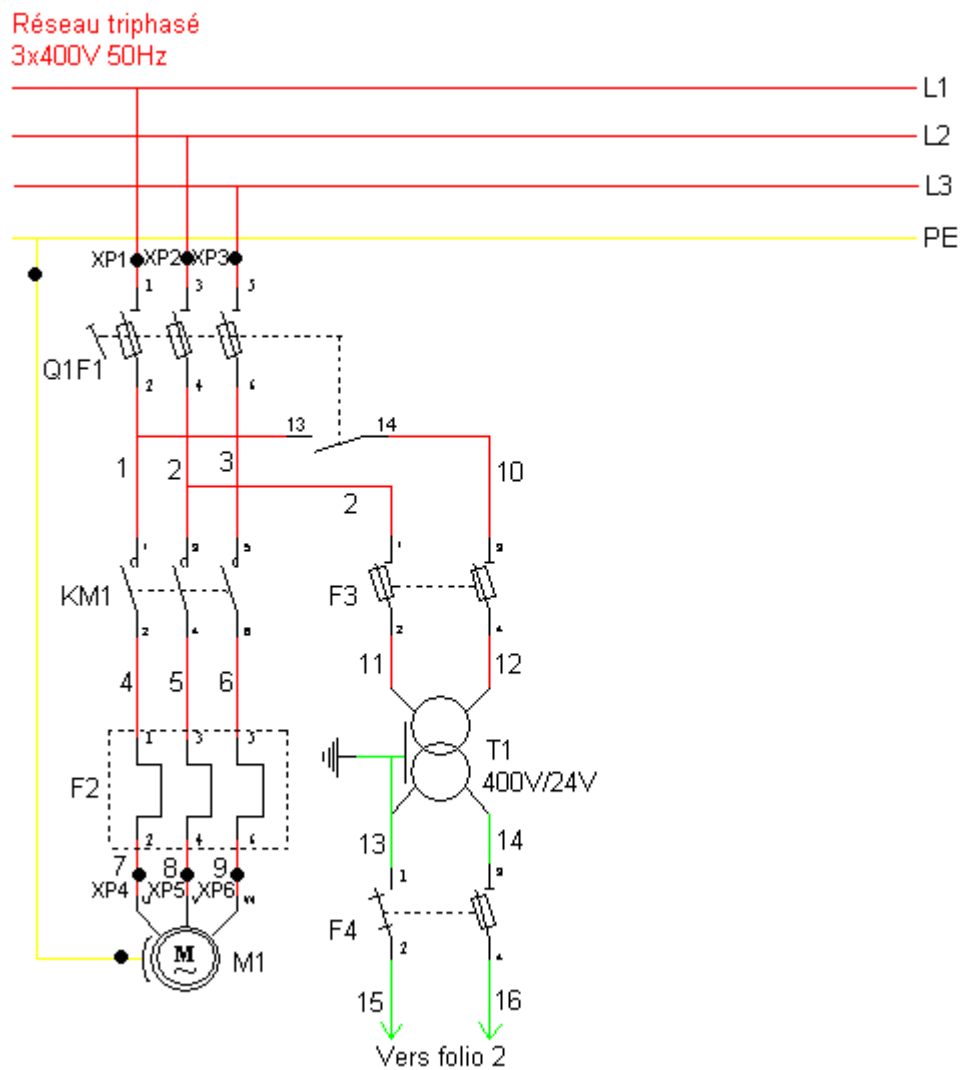 Réseau triphasé
3x400V 50Hz
L1
L2
L3
PE
XP1 XP2 XP3
1 3 5
Q1F1
2 4 6
13 14
1 2 3 10
2
1 3 5 1 3
KM1 F3
2 4 6 2 4
4 5 6 11 12
1 3 5
T1
F2 400V/24V
2 4 6 13 14
7 8 9
XP4 U XP5 V XP6 W 1 3
F4
M M1 2 4
~
15 16
Vers folio 2